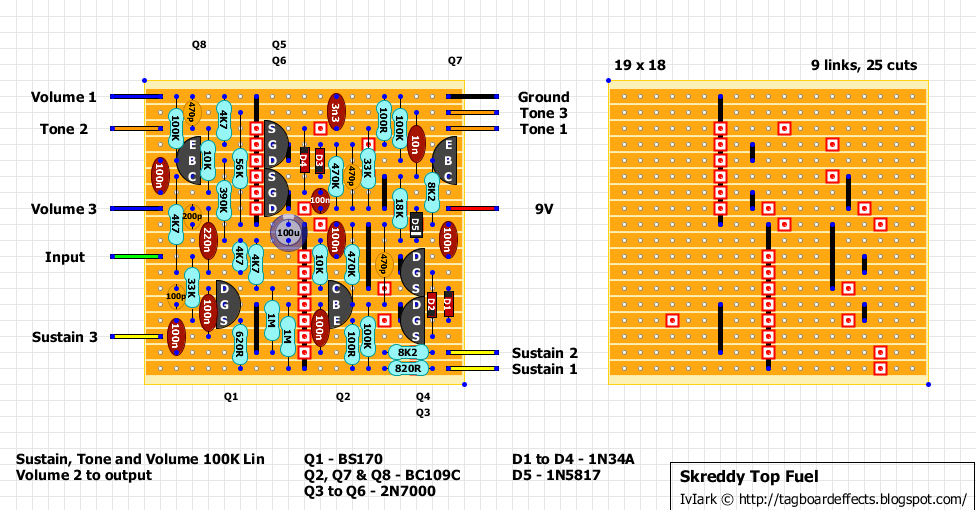 Q8
Q5
Q6
Q7
19 x 18
9 links, 25 cuts
Volume 1
Ground
Tone 3
Tone 2
Tone 1
Volume 3
9V
Input
Sustain 3
Sustain 2
Sustain 1
100K
470p
4K7
3n3
100R
100K
10n
S
G
D
E
B
C
10K
56K
D4
D3
470K
470p
33K
E
B
C
100n
390K
S
G
D
100n
8K2
18K
4K7
200p
220n
100u
100n
D5
100n
4K7
4K7
10K
470K
470p
D
G
S
33K
100p
100n
D
G
S
1M
1M
C
B
E
100n
D2
D1
D
G
S
100n
620R
100R
100K
8K2
820R
Q1
Q2
Q4
Q3
Sustain, Tone and Volume 100K Lin
Volume 2 to output
Q1 - BS170
Q2, Q7 & Q8 - BC109C
Q3 to Q6 - 2N7000
D1 to D4 - 1N34A
D5 - 1N5817
Skreddy Top Fuel
IvIark © http://tagboardeffects.blogspot.com/